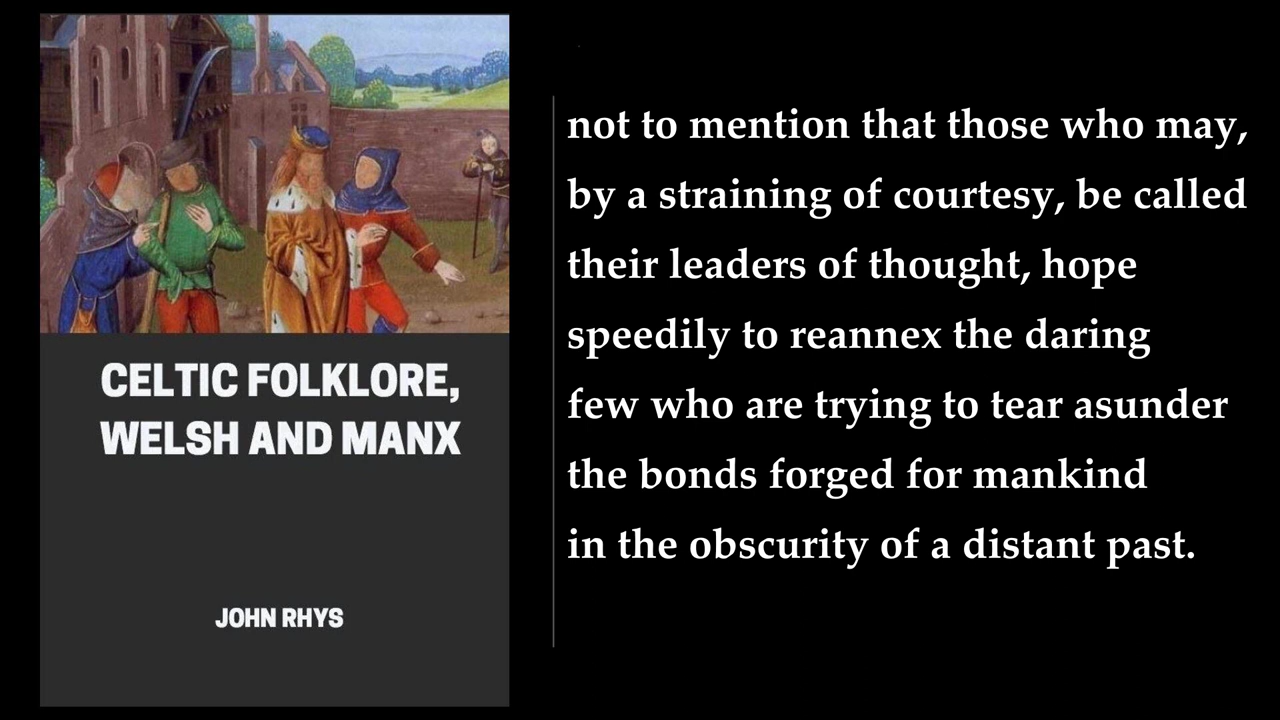 CELTIC FOLKLORE,
WELSH AND MANX
JOHN RHYS
not to mention that those who may,
by a straining of courtesy, be called
their leaders of thought, hope
speedily to reannex the daring
few who are trying to tear asunder
the bonds forged for mankind
in the obscurity of a distant past.